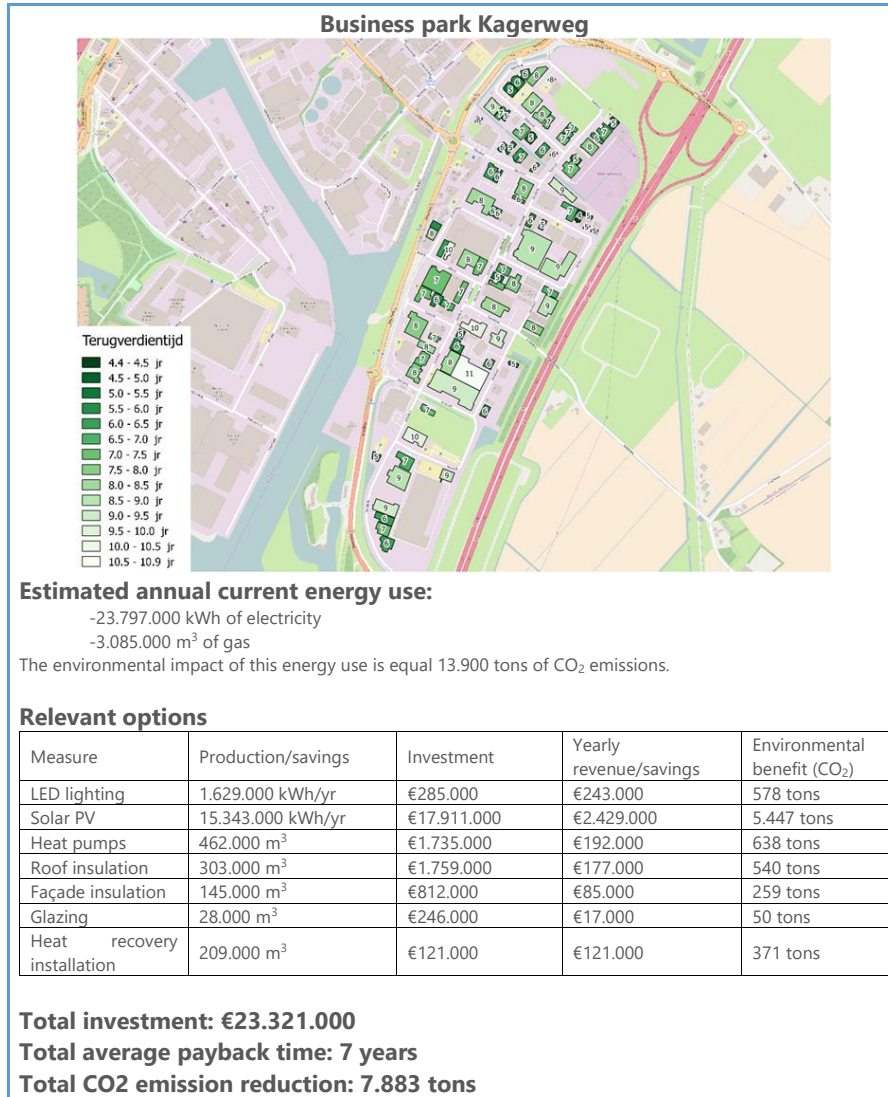 Business park Kagerweg
Terugverdientijd
4.4 - 4.5 jr
4.5 - 5.0 jr
5.0 - 5.5 jr
5.5 - 6.0 jr
6.0 - 6.5 jr
6.5 - 7.0 jr
7.0 - 7.5 jr
7.5 - 8.0 jr
8.0 - 8.5 jr
8.5 - 9.0 jr
9.0 - 9.5 jr
9.5 - 10.0 jr
10.0 - 10.5 jr
10.5 - 10.9 jr
Estimated annual current energy use:
-23.797.000 kWh of electricity
-3.085.000 m³ of gas
The environmental impact of this energy use is equal 13.900 tons of CO₂ emissions.
Relevant options
Measure Production/savings Investment Yearly revenue/savings Environmental benefit (CO₂)
LED lighting 1.629.000 kWh/yr €285.000 €243.000 578 tons
Solar PV 15.343.000 kWh/yr €17.911.000 €2.429.000 5.447 tons
Heat pumps 462.000 m³ €1.735.000 €192.000 638 tons
Roof insulation 303.000 m³ €1.759.000 €177.000 540 tons
Façade insulation 145.000 m³ €812.000 €85.000 259 tons
Glazing 28.000 m³ €246.000 €17.000 50 tons
Heat recovery installation 209.000 m³ €121.000 €121.000 371 tons
Total investment: €23.321.000
Total average payback time: 7 years
Total CO2 emission reduction: 7.883 tons